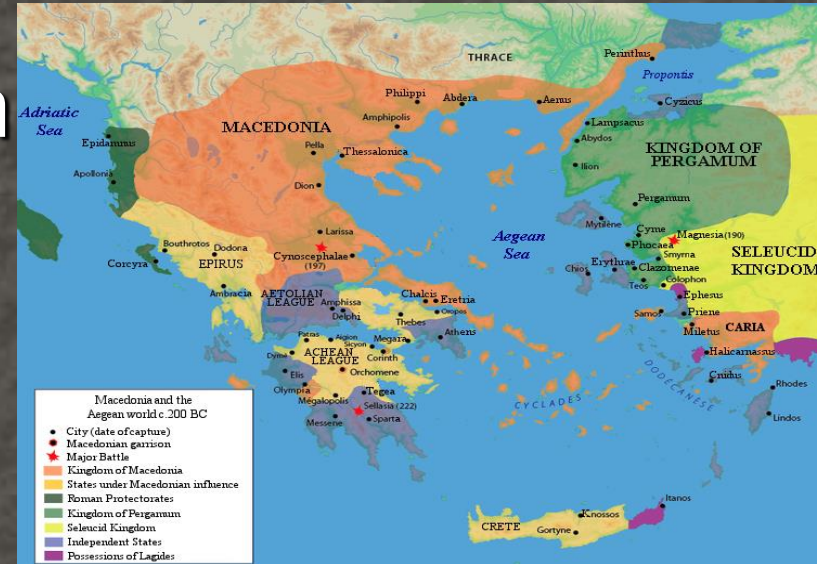 n
THRACE
Perinthus
Propontis
Adriatic
Sea
Philippi
Abdera
Aenus
Cyzicus
Amphipolis
Lampsacus
Epidamnus
MACEDONIA
Abydos
KINGDOM OF
PERGAMUM
Pella
Thessalonica
Apollonia
Ilion
Dion
Pergamum
Larissa
Mytilène
Aegean
Sea
Cyme
Magnesia (190)
Bouthrotos
Dodona
Phocaea
SELEUCID
KINGDOM
Corcyra
EPIRUS
Cynoscephalae
(197)
Chios
Erythrae
Smyrna
Clazomenae
Teos
Colophon
Ambracia
AETOLIAN
LEAGUE
Amphissa
Delphi
Chalcis
Eretria
Oropos
Ephesus
Thebes
Samos
Priene
Athens
Miletus
CARIA
Patras
Aigion
Sicyon
Megara
Dyma
ACHEAN
LEAGUE
Corinth
Halicarnassus
Elis
Orchomene
Olympra
Tegea
Cnidus
DODECANESE
Mégalopolis
Sellasia (222)
CYCLADES
Rhodes
Messene
Sparta
Lindos
Itanos
Knossos
CRETE
Gortyne
Macedonia and the
Aegean world c.200 BC
City (date of capture)
Macedonian garrison
Major Battle
Kingdom of Macedonia
States under Macedonian influence
Roman Protectorates
Kingdom of Pergamum
Seleucid Kingdom
Independent States
Possessions of Lagides